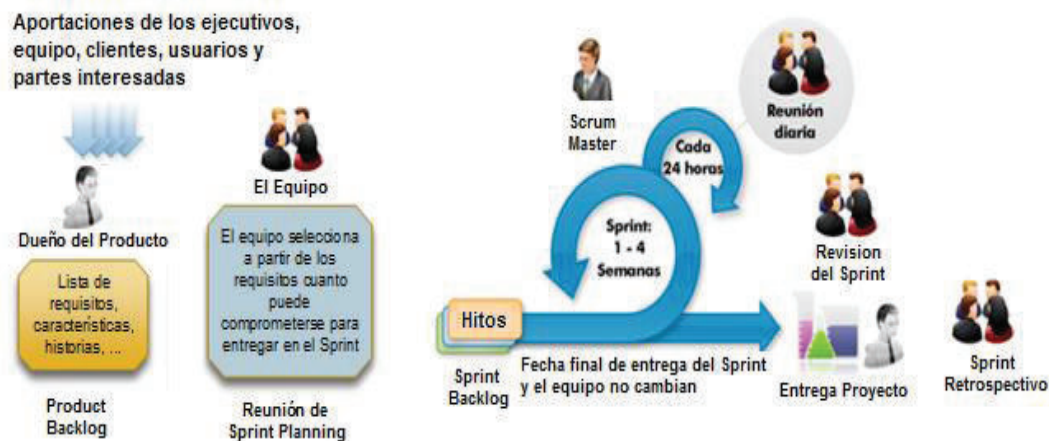 Aportaciones de los ejecutivos,
equipo, clientes, usuarios y
partes interesadas
Dueño del Producto
Lista de
requisitos,
características,
historias, ...
Product
Backlog
El Equipo
El equipo selecciona
a partir de los
requisitos cuanto
puede
comprometerse para
entregar en el Sprint
Reunión de
Sprint Planning
Scrum
Master
Cada
24 horas
Reunión
diaria
Sprint:
1 - 4
Semanas
Hitos
Sprint
Backlog
Fecha final de entrega del Sprint
y el equipo no cambian
Revision
del Sprint
Entrega Proyecto
Sprint
Retrospectivo